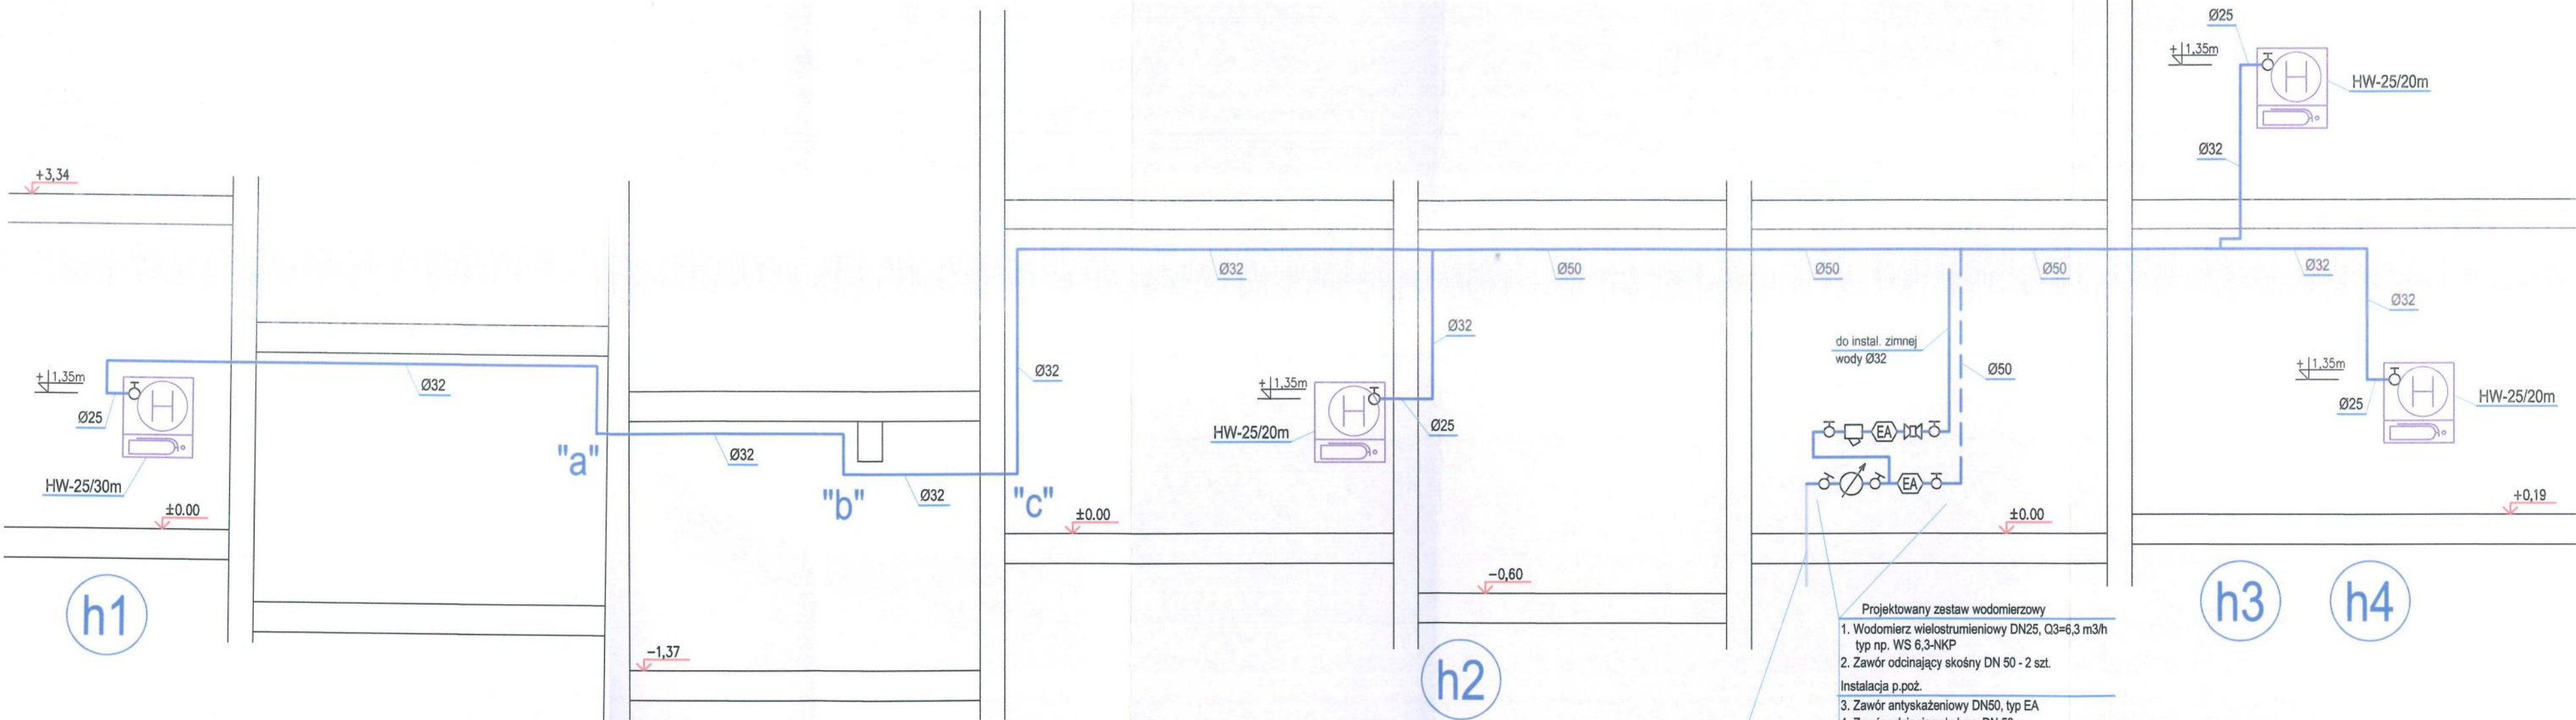 Ø25
+1,35m
HW-25/20m
Ø32
+3,34
Ø32
Ø50
Ø50
Ø50
Ø32
Ø32
Ø32
do instal. zimnej
wody Ø32
Ø50
+1,35m
Ø25
Ø32
Ø32
+1,35m
HW-25/20m
Ø25
+1,35m
Ø25
HW-25/20m
"a"
Ø32
HW-25/30m
"b"
Ø32
"c"
EA
EA
±0.00
±0.00
±0.00
+0,19
-0,60
-1,37
h1
h2
h3
h4
H
H
H
H
Projektowany zestaw wodomierzowy
1. Wodomierz wielostrumieniowy DN25, Q3=6,3 m3/h
typ np. WS 6,3-NKP
2. Zawór odcinający skośny DN 50 - 2 szt.
Instalacja p.poż.
3. Zawór antyskażeniowy DN50, typ EA